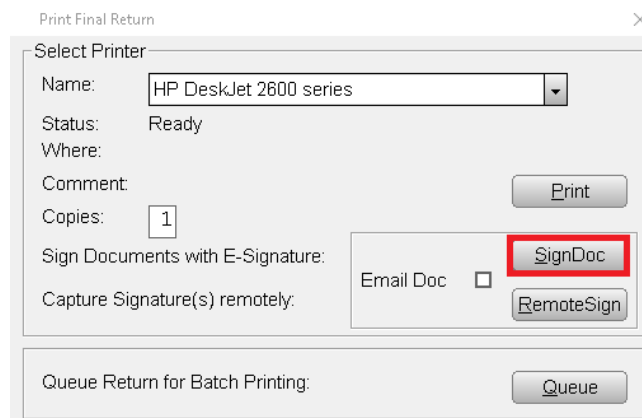 Print Final Return
Select Printer
Name: HP DeskJet 2600 series
Status: Ready
Where:
Comment:
Print
Copies: 1
Sign Documents with E-Signature: SignDoc
Email Doc
Capture Signature(s) remotely: RemoteSign
Queue Return for Batch Printing: Queue